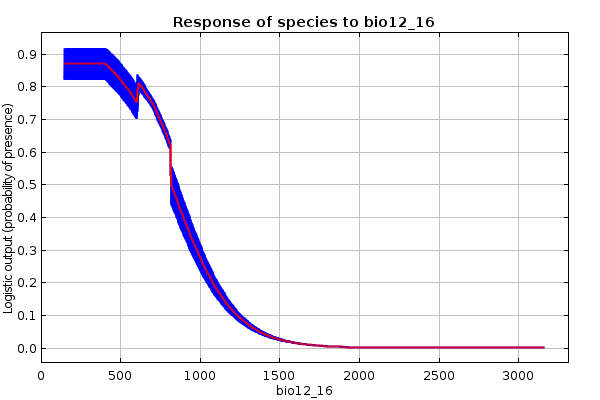 Response of species to bio12_16
Logistic output (probability of presence)
0.9
0.8
0.7
0.6
0.5
0.4
0.3
0.2
0.1
0.0
0 500 1000 1500 2000 2500 3000
bio12_16